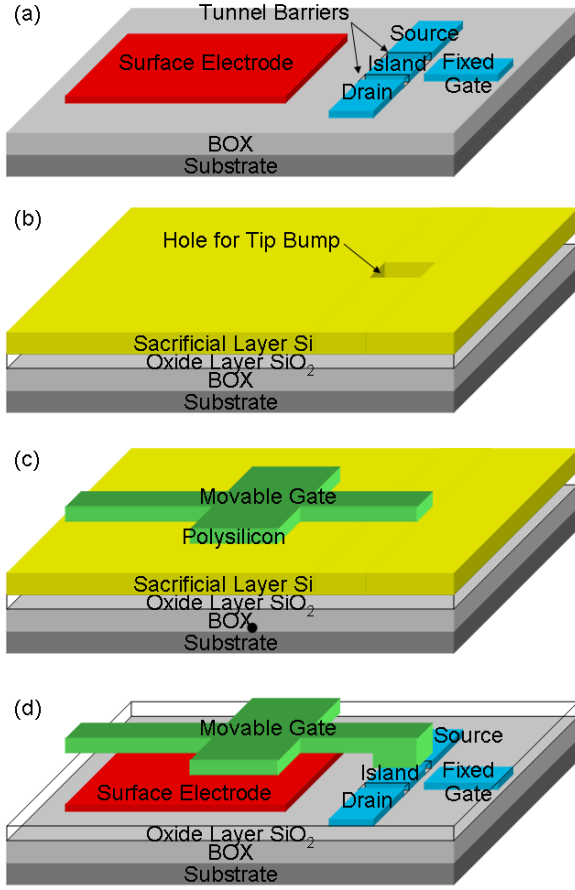 (a)
Tunnel Barriers
Source
Surface Electrode
Island
Fixed
Drain
Gate
BOX
Substrate
(b)
Hole for Tip Bump
Sacrificial Layer Si
Oxide Layer SiO₂
BOX
Substrate
(c)
Movable Gate
Polysilicon
Sacrificial Layer Si
Oxide Layer SiO₂
BOX
Substrate
(d)
Movable Gate
Source
Island
Fixed
Surface Electrode
Drain
Gate
Oxide Layer SiO₂
BOX
Substrate